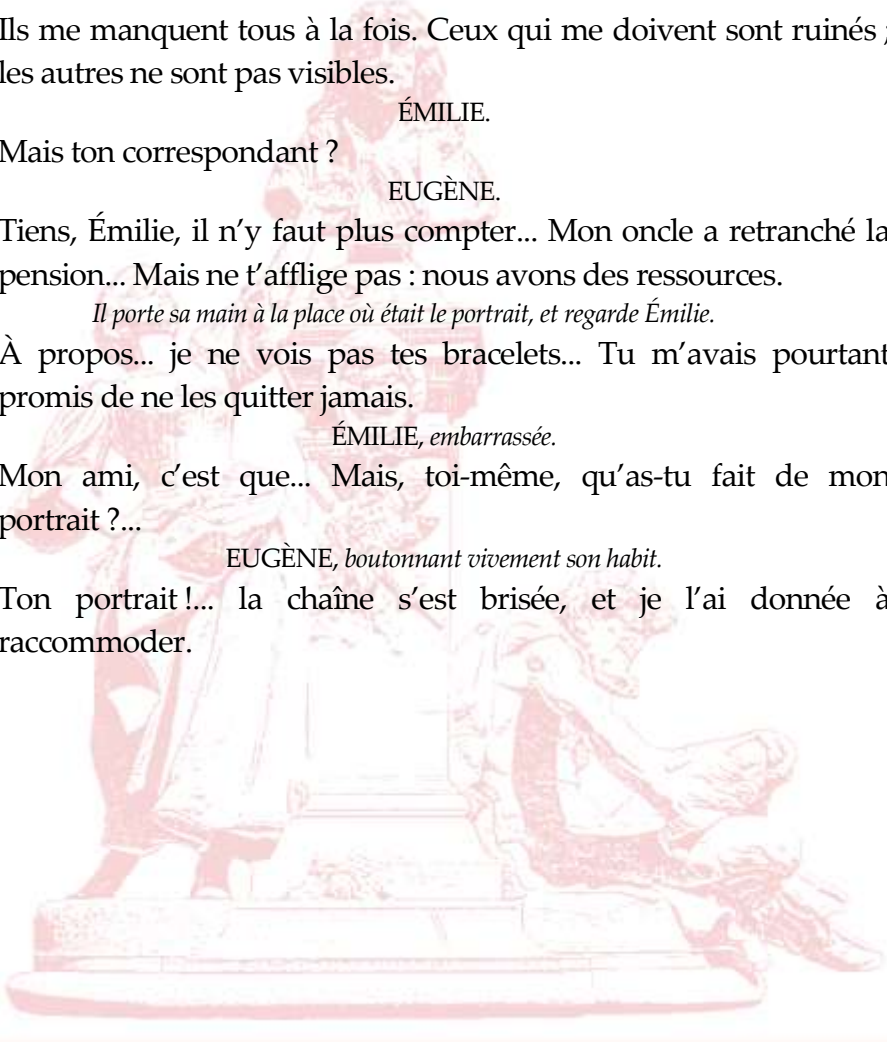 Ils me manquent tous à la fois. Ceux qui me doivent sont ruinés ;
les autres ne sont pas visibles.
ÉMILIE.
Mais ton correspondant ?
EUGÈNE.
Tiens, Émilie, il n’y faut plus compter... Mon oncle a retranché la
pension... Mais ne t’afflige pas : nous avons des ressources.
Il porte sa main à la place où était le portrait, et regarde Émilie.
À propos... je ne vois pas tes bracelets... Tu m’avais pourtant
promis de ne les quitter jamais.
ÉMILIE, embarrassée.
Mon ami, c’est que... Mais, toi-même, qu’as-tu fait de mon
portrait ?...
EUGÈNE, boutonnant vivement son habit.
Ton portrait !... la chaîne s’est brisée, et je l’ai donnée à
raccommoder.